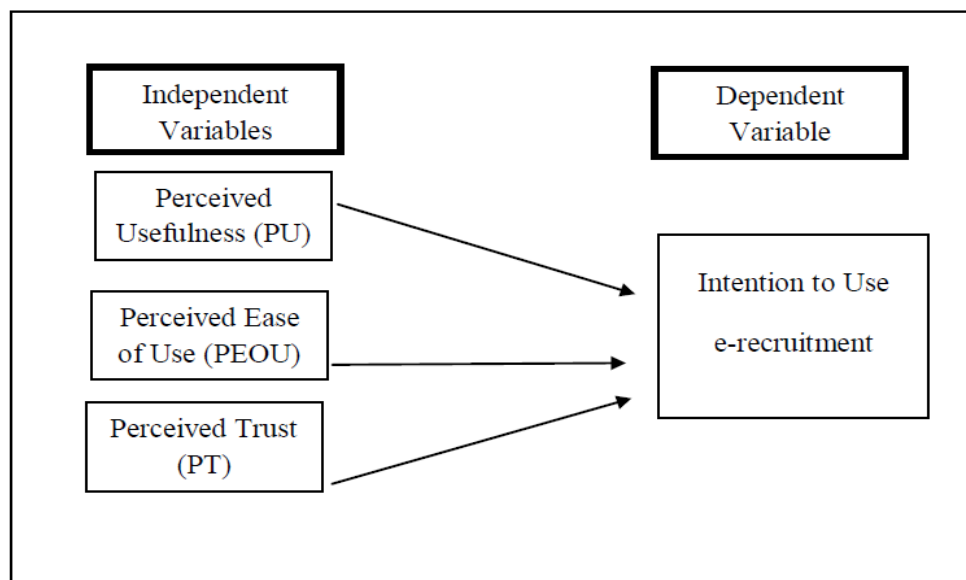 Independent
Variables
Dependent
Variable
Perceived
Usefulness (PU)
Perceived Ease
of Use (PEOU)
Perceived Trust
(PT)
Intention to Use
e-recruitment